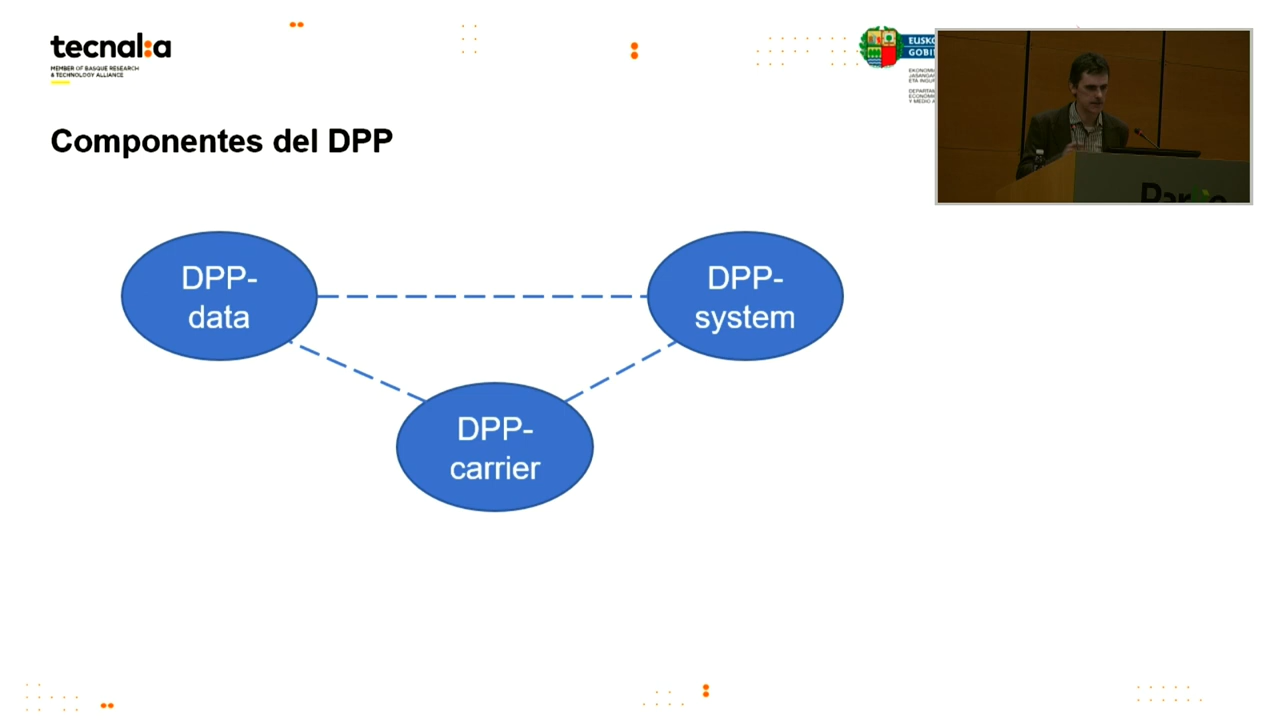 tecnal:a
MEMBER OF BASQUE RESEARCH
& TECHNOLOGY ALLIANCE
Componentes del DPP
DPP-
data
DPP-
system
DPP-
carrier